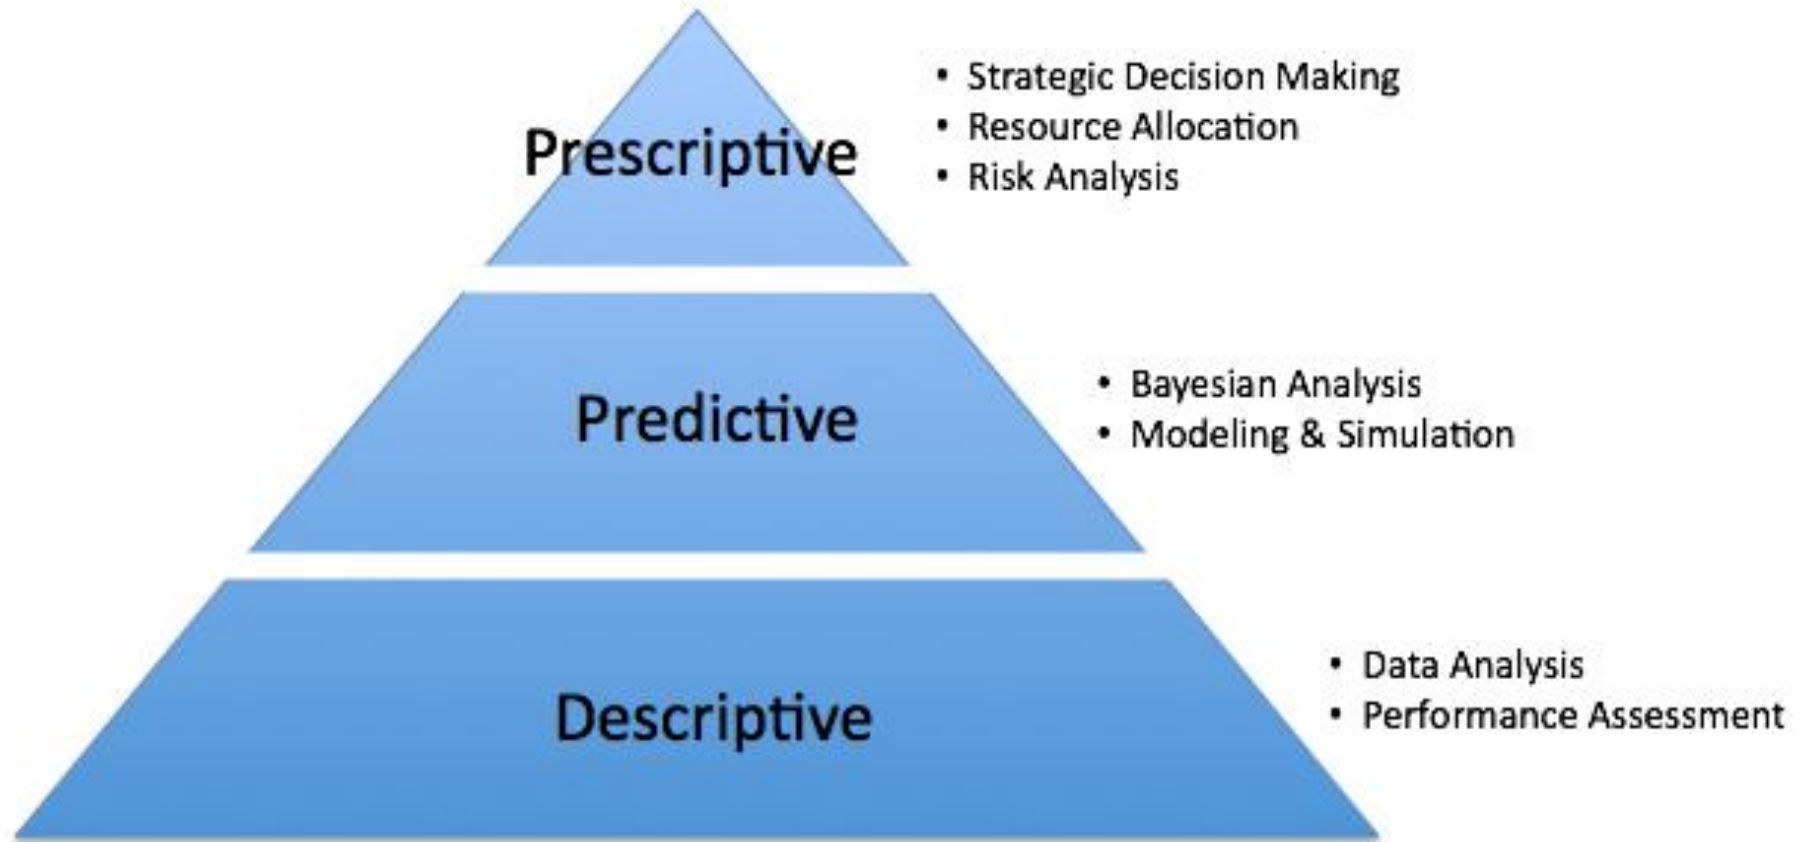 Prescriptive
• Strategic Decision Making
• Resource Allocation
• Risk Analysis
Predictive
• Bayesian Analysis
• Modeling & Simulation
Descriptive
• Data Analysis
• Performance Assessment